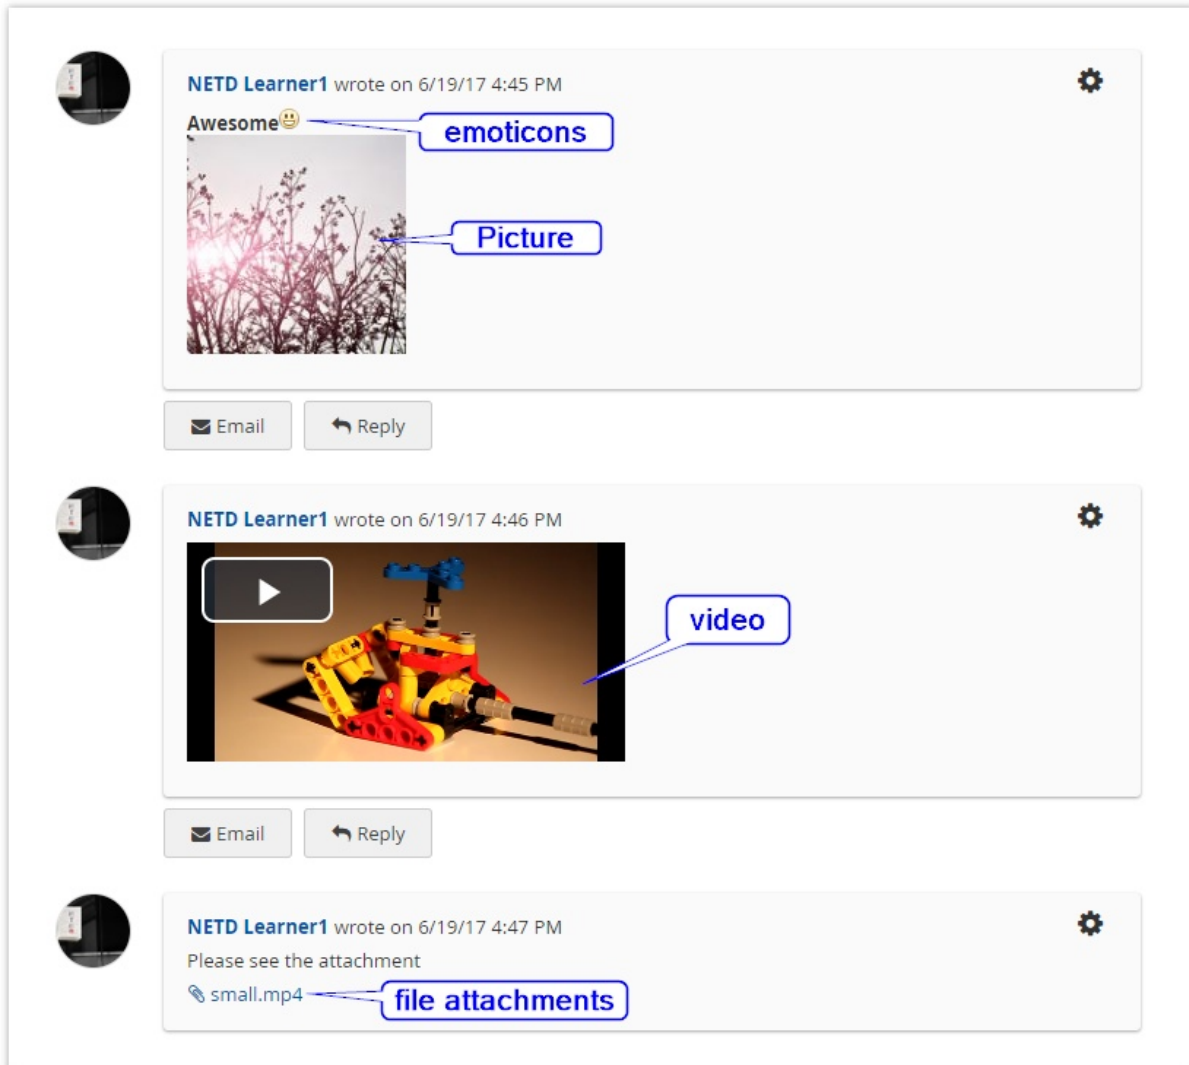 NETD Learner1 wrote on 6/19/17 4:45 PM
Awesome
emoticons
Picture
Email
Reply
NETD Learner1 wrote on 6/19/17 4:46 PM
video
Email
Reply
NETD Learner1 wrote on 6/19/17 4:47 PM
Please see the attachment
small.mp4
file attachments